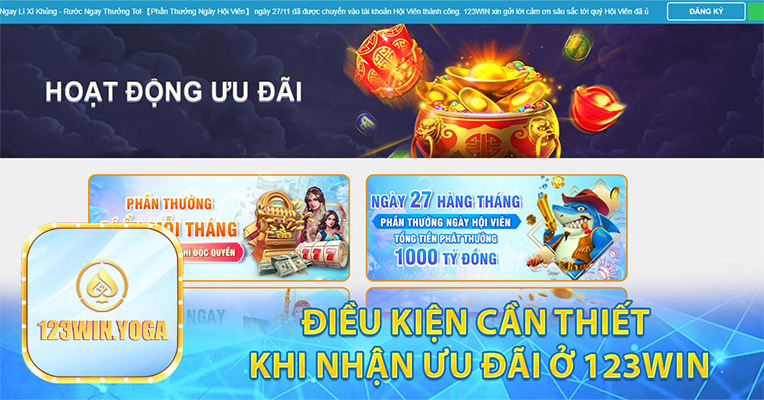 Ngay Lì Xì Khủng - Rước Ngay Thưởng To! 【Phần Thưởng Ngày Hội Viên】 ngày 27/11 đã được chuyển vào tài khoản Hội Viên thành công. 123WIN xin gửi lời cảm ơn sâu sắc tới quý Hội Viên đã ủ
ĐĂNG KÝ
HOẠT ĐỘNG ƯU ĐÃI
PHẦN THƯỞNG
MỖI THÁNG
ĐỘC QUYỀN
NGÀY 27 HÀNG THÁNG
PHẦN THƯỞNG NGÀY HỘI VIÊN
TỔNG TIỀN PHÁT THƯỞNG
1000 TỶ ĐỒNG
NGAY
123WIN.YOGA
ĐIỀU KIỆN CẦN THIẾT
KHI NHẬN ƯU ĐÃI Ở 123WIN